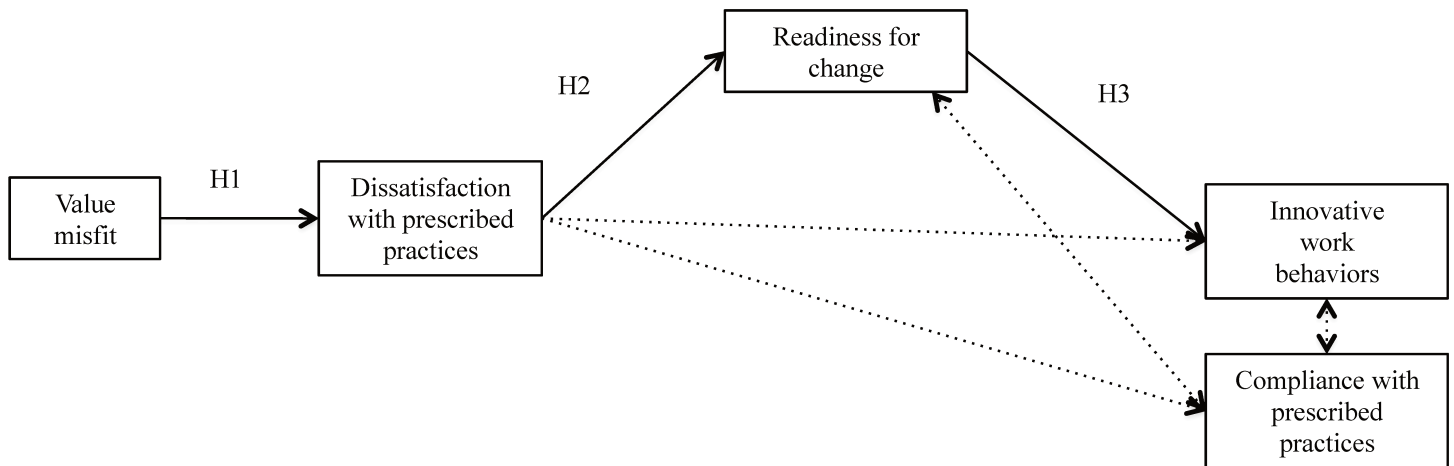 Value
misfit
H1
Dissatisfaction
with prescribed
practices
H2
Readiness for
change
H3
Innovative
work
behaviors
Compliance with
prescribed
practices